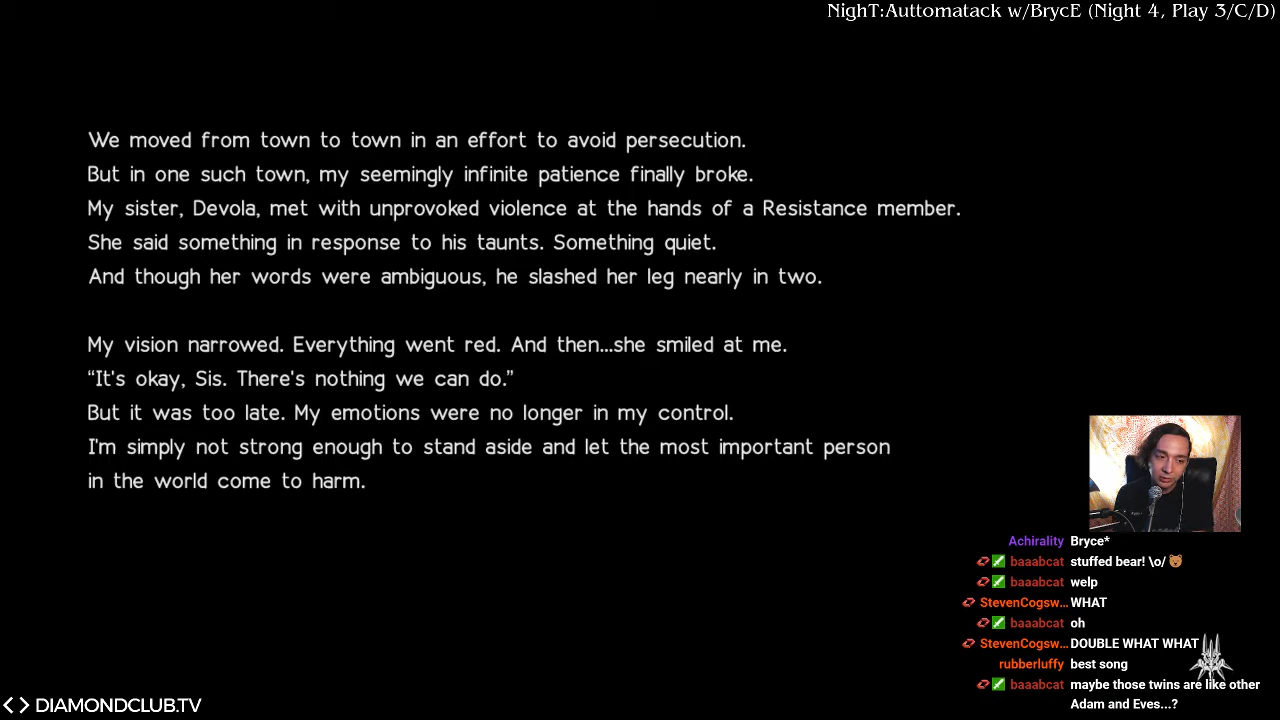 NighT:Auttomatack w/BrycE (Night 4, Play 3/C/D)
We moved from town to town in an effort to avoid persecution.
But in one such town, my seemingly infinite patience finally broke.
My sister, Devola, met with unprovoked violence at the hands of a Resistance member.
She said something in response to his taunts. Something quiet.
And though her words were ambiguous, he slashed her leg nearly in two.
My vision narrowed. Everything went red. And then...she smiled at me.
“It's okay, Sis. There's nothing we can do.”
But it was too late. My emotions were no longer in my control.
I'm simply not strong enough to stand aside and let the most important person
in the world come to harm.
Achirality Bryce*
baaabcat stuffed bear! \o/ 🐻
baaabcat welp
StevenCogsw… WHAT
baaabcat oh
StevenCogsw… DOUBLE WHAT WHAT
rubberluffy best song
baaabcat maybe those twins are like other
Adam and Eves...?
<> DIAMONDCLUB.TV